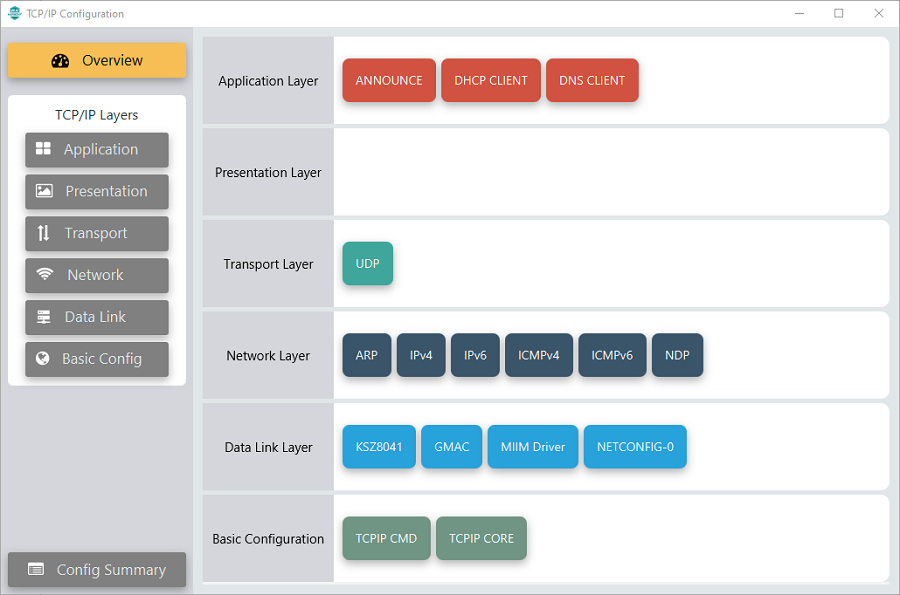 TCP/IP Configuration
Overview
TCP/IP Layers
Application
Presentation
Transport
Network
Data Link
Basic Config
Config Summary
Application Layer
ANNOUNCE DHCP CLIENT DNS CLIENT
Presentation Layer
Transport Layer
UDP
Network Layer
ARP IPv4 IPv6 ICMPv4 ICMPv6 NDP
Data Link Layer
KSZ8041 GMAC MIIM Driver NETCONFIG-0
Basic Configuration
TCPIP CMD TCPIP CORE